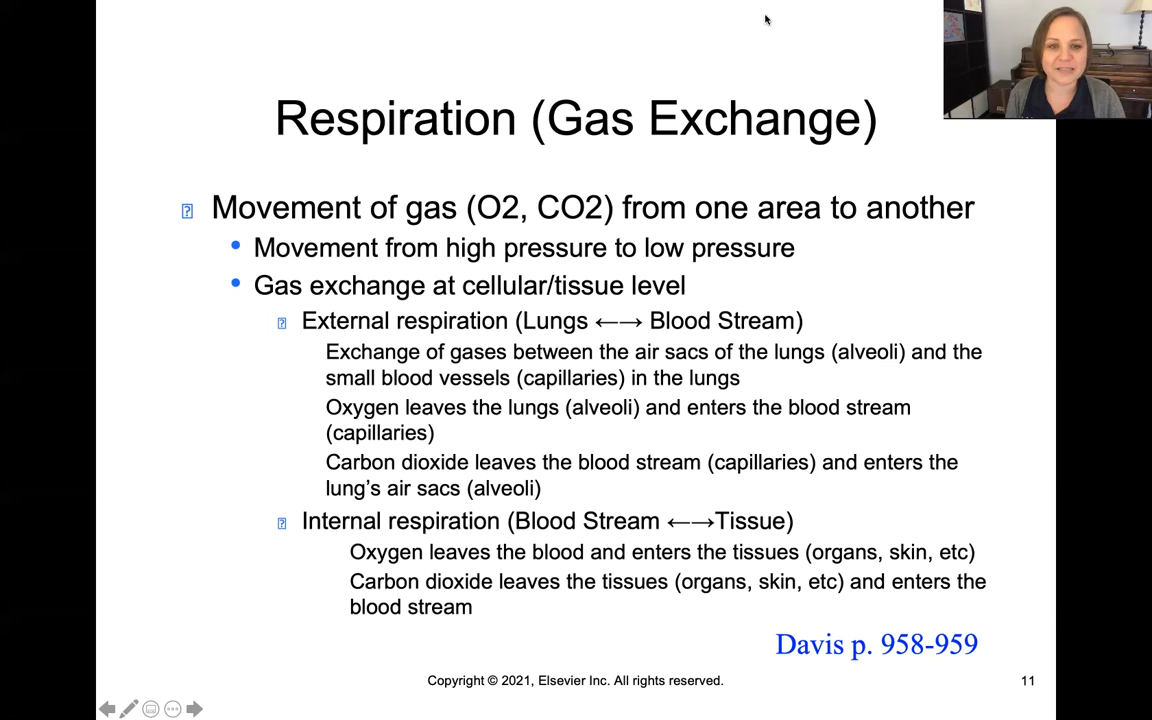 Respiration (Gas Exchange)
Movement of gas (O2, CO2) from one area to another
Movement from high pressure to low pressure
Gas exchange at cellular/tissue level
External respiration (Lungs ←→ Blood Stream)
Exchange of gases between the air sacs of the lungs (alveoli) and the
small blood vessels (capillaries) in the lungs
Oxygen leaves the lungs (alveoli) and enters the blood stream
(capillaries)
Carbon dioxide leaves the blood stream (capillaries) and enters the
lung’s air sacs (alveoli)
Internal respiration (Blood Stream ←→Tissue)
Oxygen leaves the blood and enters the tissues (organs, skin, etc)
Carbon dioxide leaves the tissues (organs, skin, etc) and enters the
blood stream
Davis p. 958-959
Copyright © 2021, Elsevier Inc. All rights reserved.
11